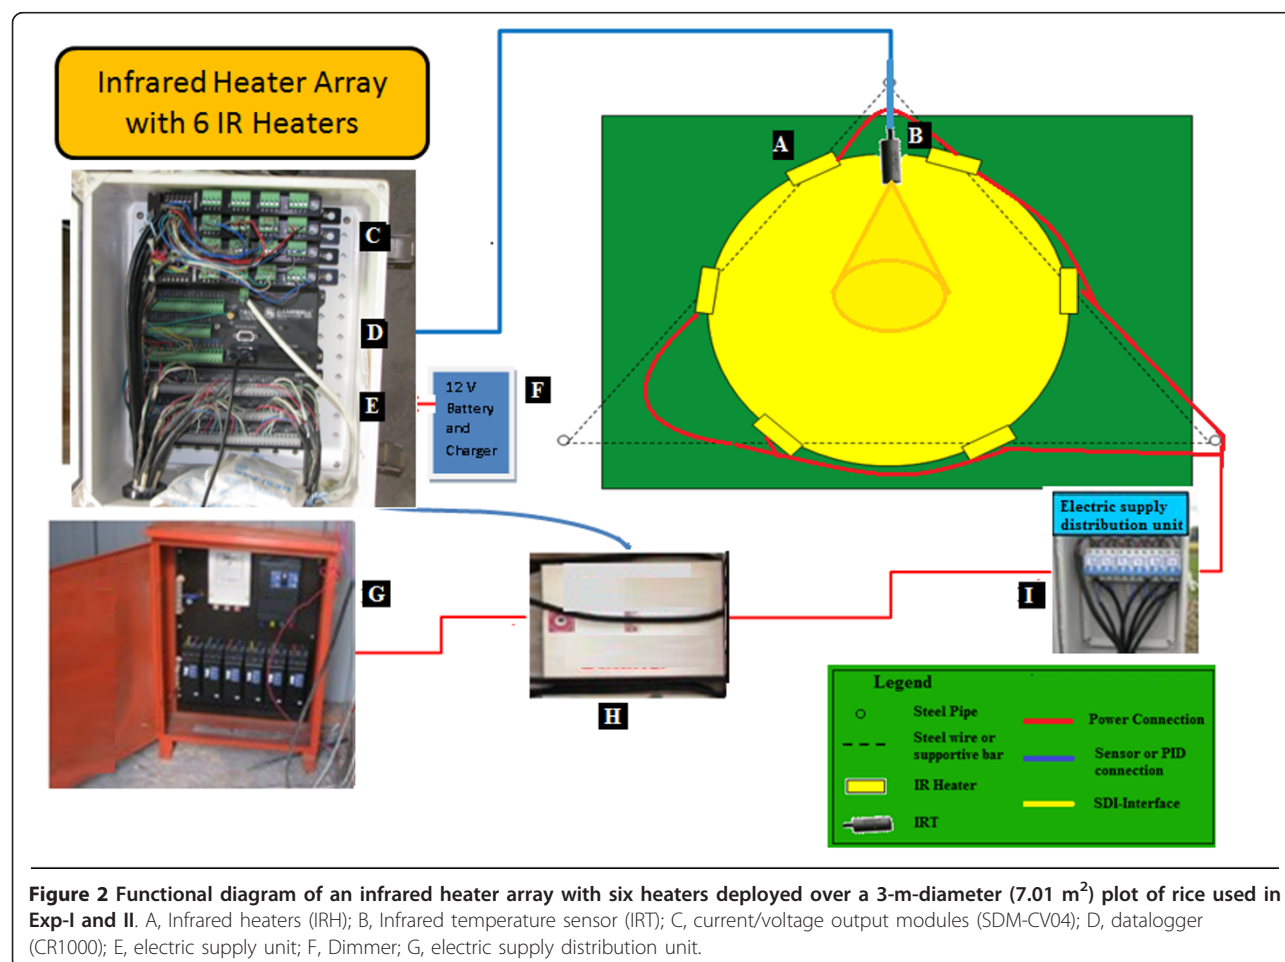 Infrared Heater Array
with 6 IR Heaters
A
B
C
D
E
12 V
Battery
and
Charger
F
Electric supply
distribution unit
G
H
I
Legend
Steel Pipe
Steel wire or
supportive bar
IR Heater
IRT
Power Connection
Sensor or PID
connection
SDI-Interface
Figure 2 Functional diagram of an infrared heater array with six heaters deployed over a 3-m-diameter (7.01 m²) plot of rice used in
Exp-I and II. A, Infrared heaters (IRH); B, Infrared temperature sensor (IRT); C, current/voltage output modules (SDM-CV04); D, datalogger
(CR1000); E, electric supply unit; F, Dimmer; G, electric supply distribution unit.